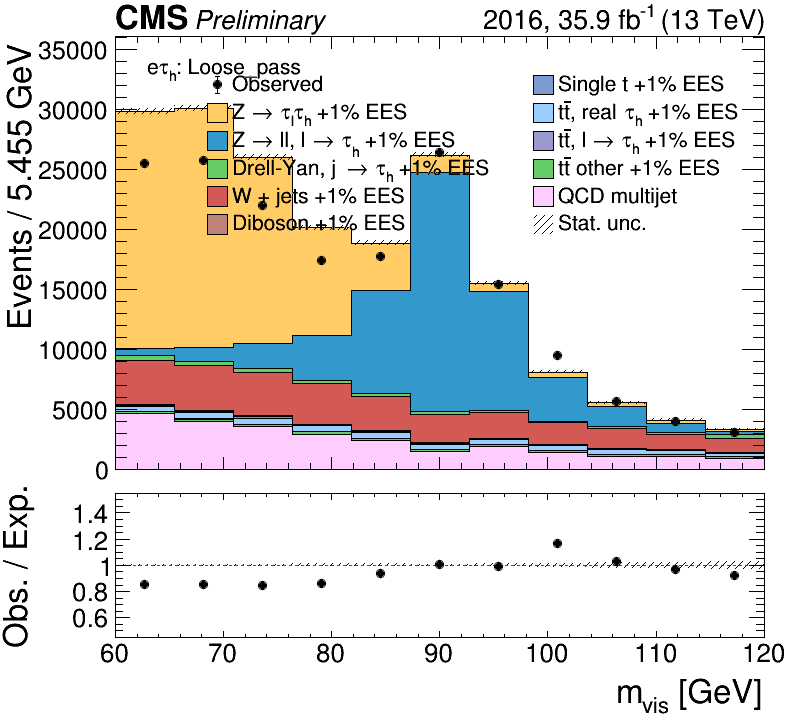 CMS Preliminary 2016, 35.9 fb⁻¹ (13 TeV)
35000
30000
25000
20000
15000
10000
5000
0
Events / 5.455 GeV
eτₕ: Loose_pass
Observed
Z → τₗτₕ +1% EES
Z → ll, l → τₕ +1% EES
Drell-Yan, j → τₕ +1% EES
W + jets +1% EES
Diboson +1% EES
Single t +1% EES
tt̄, real τₕ +1% EES
tt̄, l → τₕ +1% EES
tt̄ other +1% EES
QCD multijet
Stat. unc.
Obs. / Exp.
1.4
1.2
1
0.8
0.6
60 70 80 90 100 110 120
m_vis [GeV]